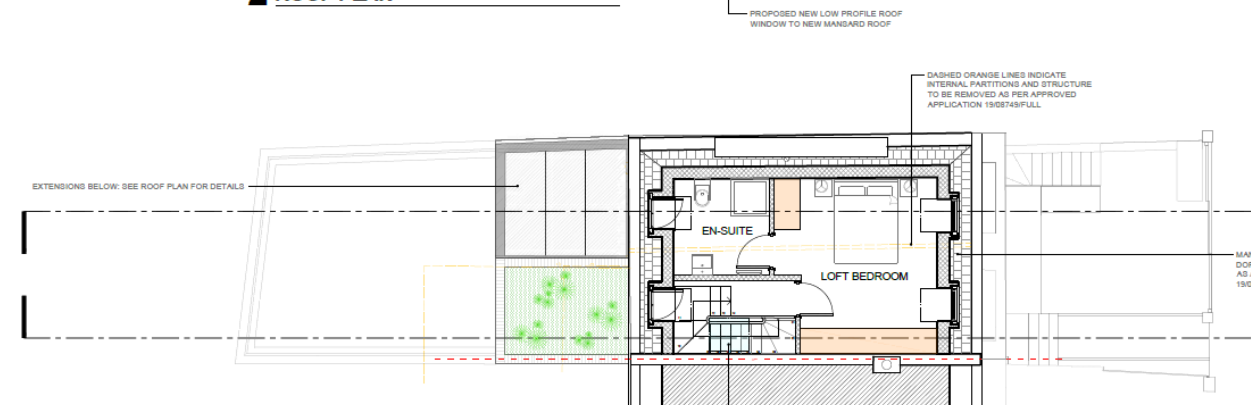 PROPOSED NEW LOW PROFILE ROOF
WINDOW TO NEW MANSARD ROOF
DASHED ORANGE LINES INDICATE
INTERNAL PARTITIONS AND STRUCTURE
TO BE REMOVED AS PER APPROVED
APPLICATION 19/08749/FULL
EXTENSIONS BELOW: SEE ROOF PLAN FOR DETAILS
EN-SUITE
LOFT BEDROOM